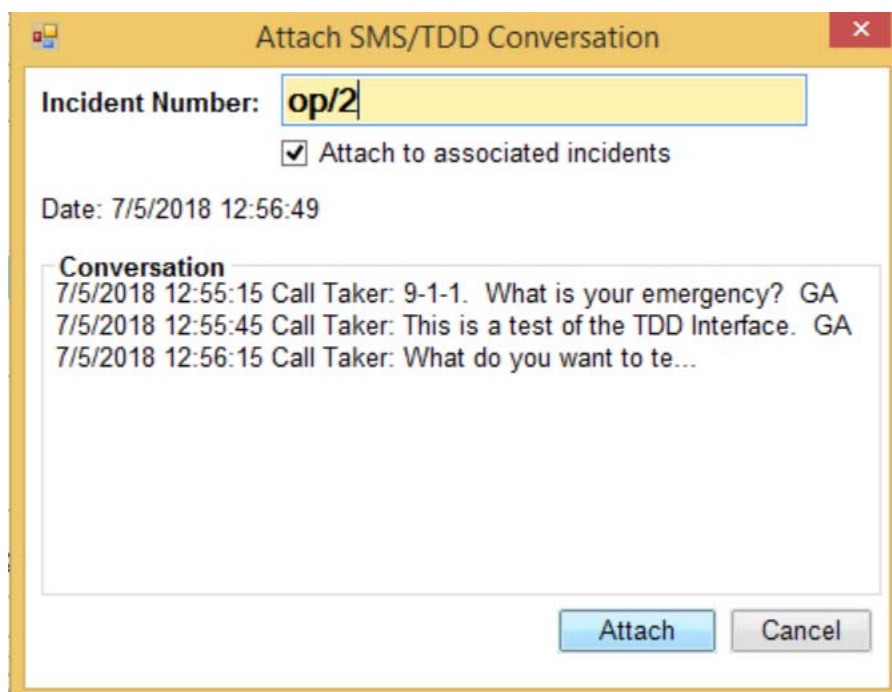 Attach SMS/TDD Conversation
Incident Number: op/2
Attach to associated incidents
Date: 7/5/2018 12:56:49
Conversation
7/5/2018 12:55:15 Call Taker: 9-1-1.  What is your emergency?  GA
7/5/2018 12:55:45 Call Taker: This is a test of the TDD Interface.  GA
7/5/2018 12:56:15 Call Taker: What do you want to te...
Attach Cancel